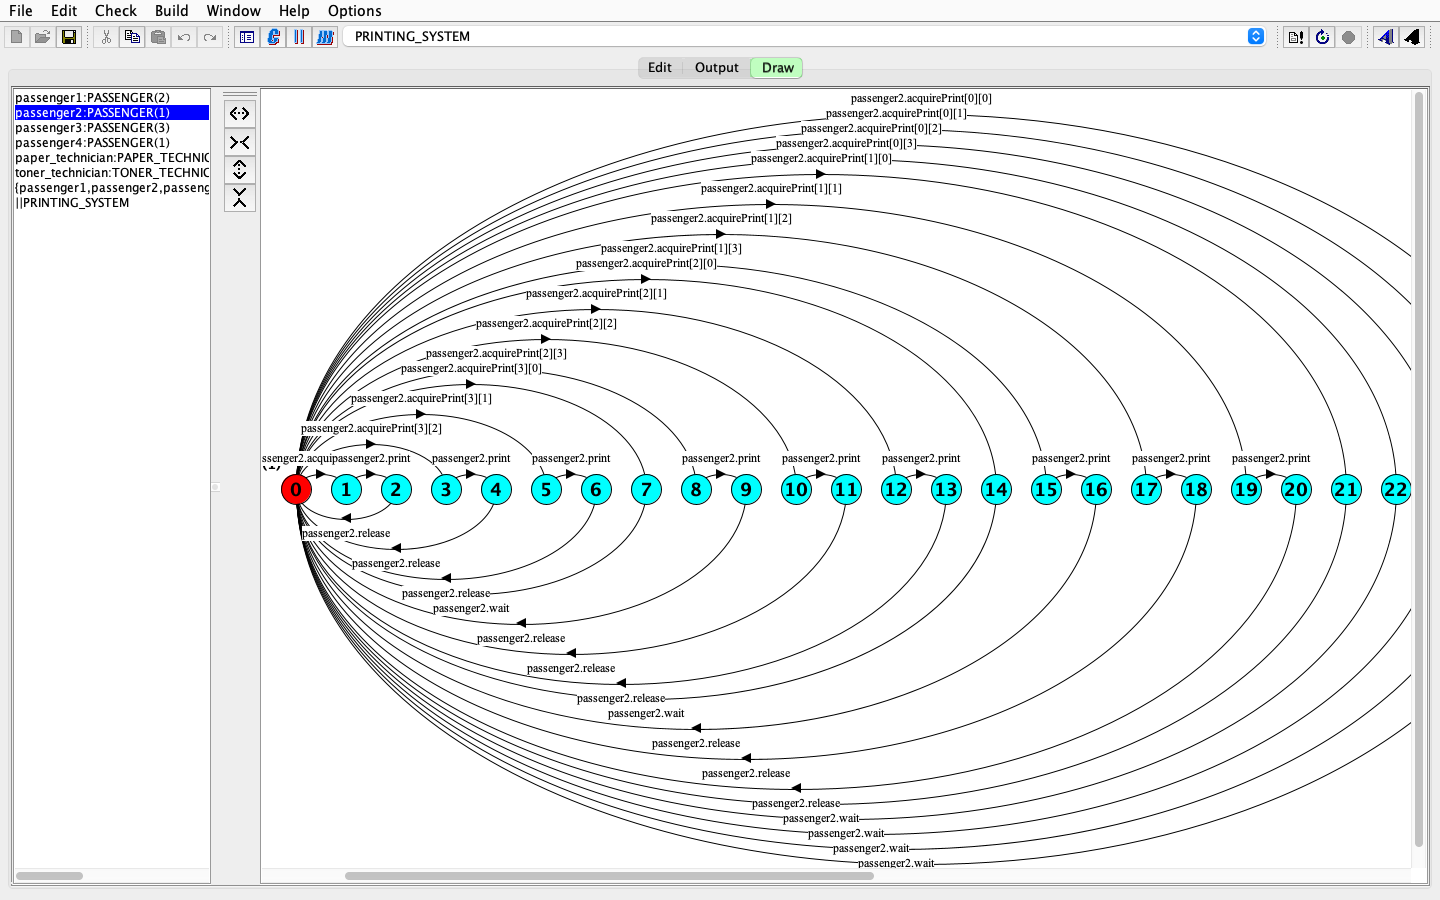 File Edit Check Build Window Help Options
PRINTING_SYSTEM
Edit Output Draw
passenger1:PASSENGER(2)
passenger2:PASSENGER(1)
passenger3:PASSENGER(3)
passenger4:PASSENGER(1)
paper_technician:PAPER_TECHNIC
toner_technician:TONER_TECHNIC
{passenger1,passenger2,passeng
||PRINTING_SYSTEM
passenger2.acquirePrint[0][0]
passenger2.acquirePrint[0][1]
passenger2.acquirePrint[0][2]
passenger2.acquirePrint[0][3]
passenger2.acquirePrint[1][0]
passenger2.acquirePrint[1][1]
passenger2.acquirePrint[1][2]
passenger2.acquirePrint[1][3]
passenger2.acquirePrint[2][0]
passenger2.acquirePrint[2][1]
passenger2.acquirePrint[2][2]
passenger2.acquirePrint[2][3]
passenger2.acquirePrint[3][0]
passenger2.acquirePrint[3][1]
passenger2.acquirePrint[3][2]
ssenger2.acqui passenger2.print passenger2.print passenger2.print passenger2.print passenger2.print passenger2.print passenger2.print passenger2.print passenger2.print
0 1 2 3 4 5 6 7 8 9 10 11 12 13 14 15 16 17 18 19 20 21 22
passenger2.release
passenger2.release
passenger2.release
passenger2.wait
passenger2.release
passenger2.release
passenger2.release
passenger2.wait
passenger2.release
passenger2.release
passenger2.release
passenger2.wait
passenger2.wait
passenger2.wait
passenger2.wait